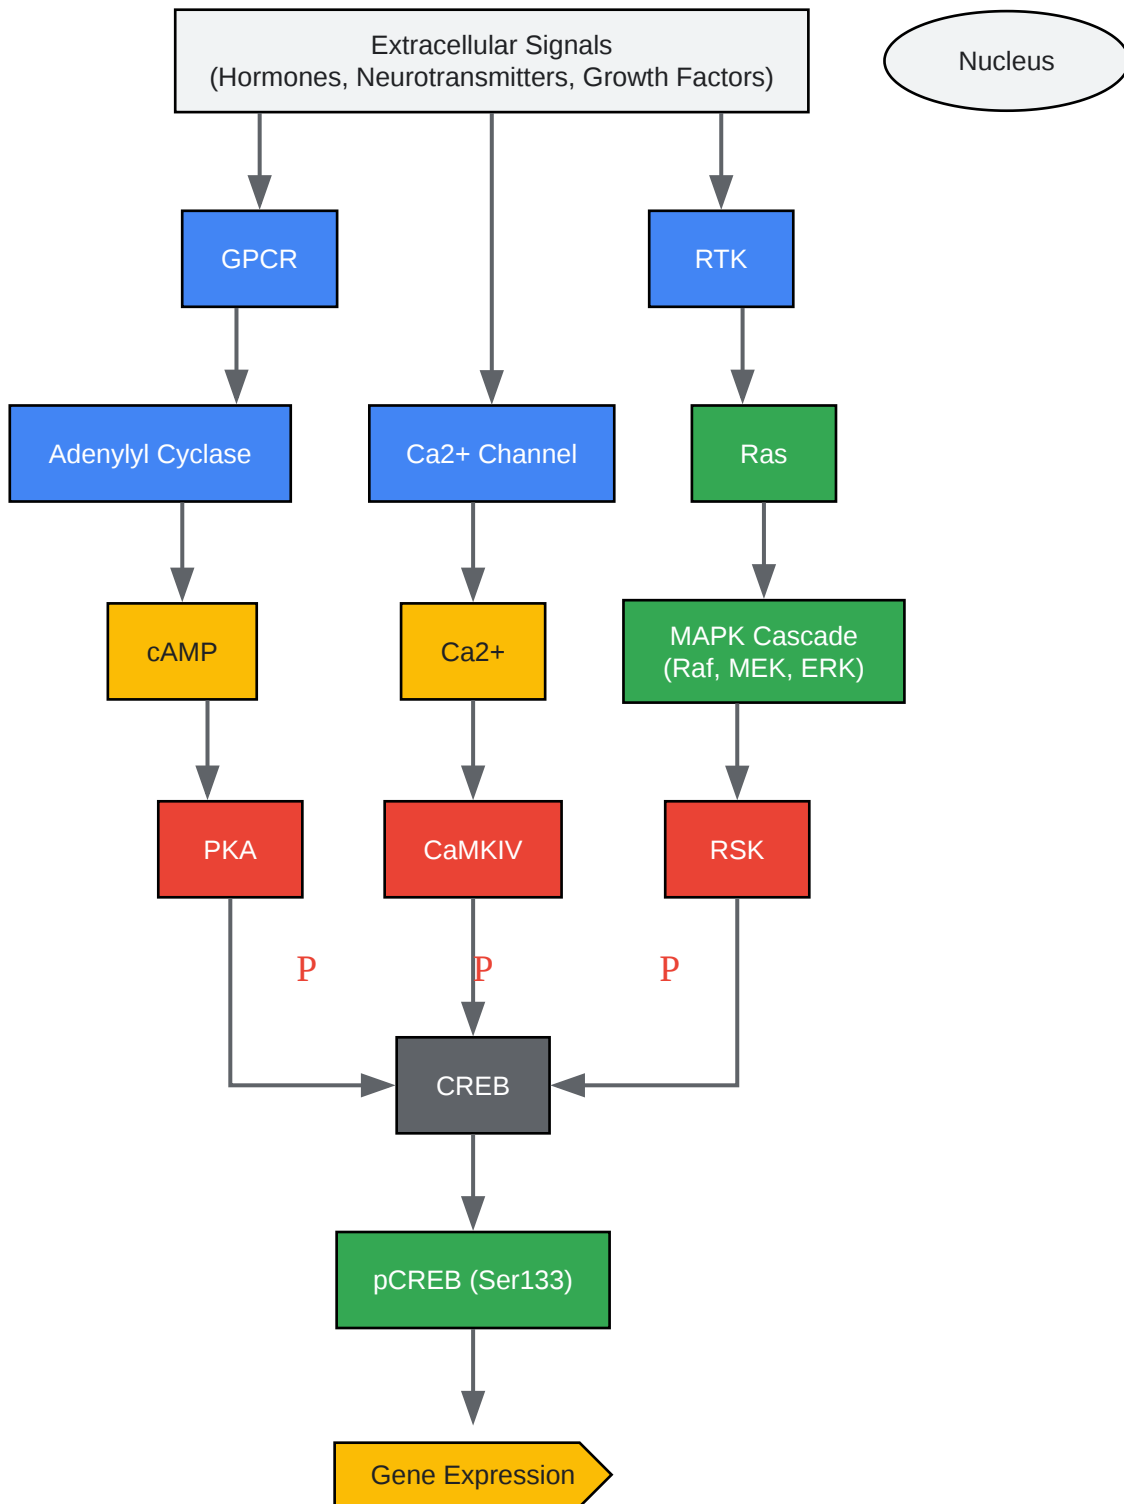 Extracellular Signals
(Hormones, Neurotransmitters, Growth Factors)
Nucleus
GPCR
RTK
Adenylyl Cyclase
Ca2+ Channel
Ras
cAMP
Ca2+
MAPK Cascade
(Raf, MEK, ERK)
PKA
CaMKIV
RSK
P
P
P
CREB
pCREB (Ser133)
Gene Expression